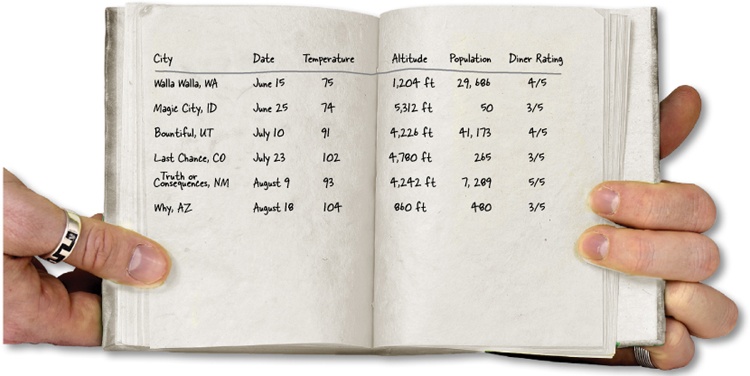 City Date Temperature Altitude Population Diner Rating
Walla Walla, WA June 15 75 1,204 ft 29,686 4/5
Magic City, ID June 25 74 5,312 ft 50 3/5
Bountiful, UT July 10 91 4,226 ft 41,173 4/5
Last Chance, CO July 23 102 4,780 ft 265 3/5
Truth or
Consequences, NM August 9 93 4,242 ft 7,289 5/5
Why, AZ August 18 104 860 ft 480 3/5